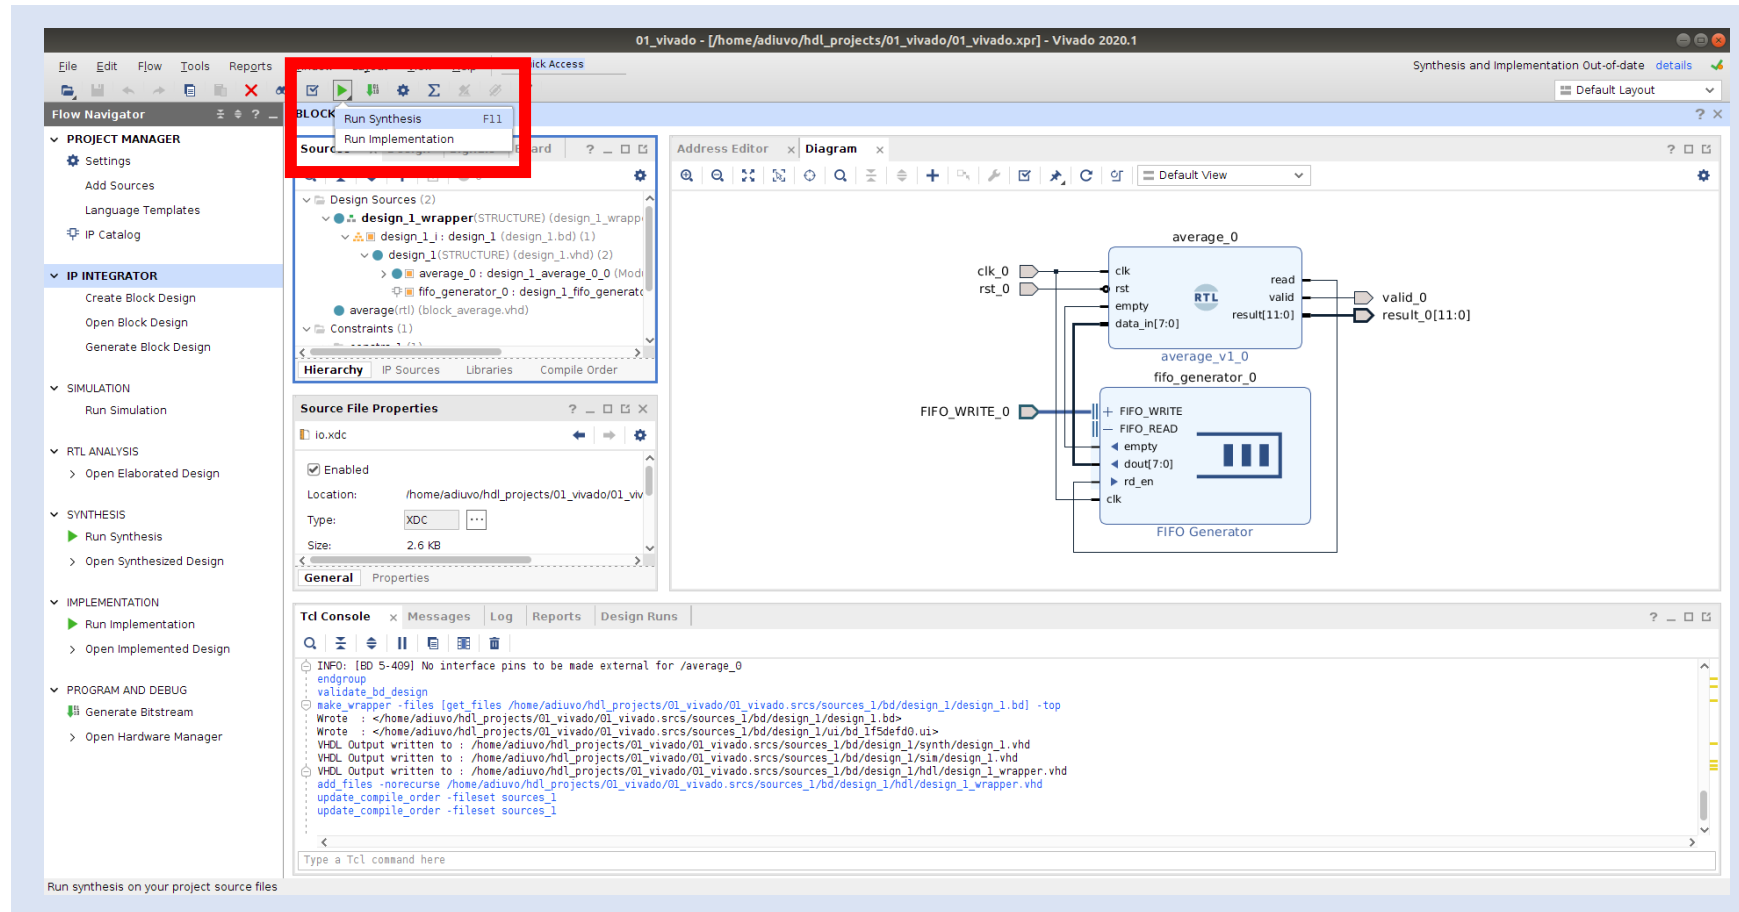 01_vivado - [/home/adiuvo/hdl_projects/01_vivado/01_vivado.xpr] - Vivado 2020.1
File Edit Flow Tools Reports
ick Access
Synthesis and Implementation Out-of-date details
Default Layout
Run Synthesis F11
Run Implementation
Flow Navigator
PROJECT MANAGER
Settings
Add Sources
Language Templates
IP Catalog
IP INTEGRATOR
Create Block Design
Open Block Design
Generate Block Design
SIMULATION
Run Simulation
RTL ANALYSIS
Open Elaborated Design
SYNTHESIS
Run Synthesis
Open Synthesized Design
IMPLEMENTATION
Run Implementation
Open Implemented Design
PROGRAM AND DEBUG
Generate Bitstream
Open Hardware Manager
BLOCK
Design Sources (2)
design_1_wrapper(STRUCTURE) (design_1_wrapp
design_1_i : design_1 (design_1.bd) (1)
design_1(STRUCTURE) (design_1.vhd) (2)
average_0 : design_1_average_0_0 (Mod
fifo_generator_0 : design_1_fifo_generato
average(rtl) (block_average.vhd)
Constraints (1)
Hierarchy IP Sources Libraries Compile Order
Source File Properties
io.xdc
Enabled
Location: /home/adiuvo/hdl_projects/01_vivado/01_viv
Type: XDC
Size: 2.6 KB
General Properties
Address Editor Diagram
Default View
average_0
clk_0
rst_0
clk
rst
empty
data_in[7:0]
RTL
read
valid
result[11:0]
valid_0
result_0[11:0]
average_v1_0
fifo_generator_0
FIFO_WRITE_0
FIFO_WRITE
FIFO_READ
empty
dout[7:0]
rd_en
clk
FIFO Generator
Tcl Console Messages Log Reports Design Runs
INFO: [BD 5-409] No interface pins to be made external for /average_0
endgroup
validate_bd_design
make_wrapper -files [get_files /home/adiuvo/hdl_projects/01_vivado/01_vivado.srcs/sources_1/bd/design_1/design_1.bd] -top
Wrote : </home/adiuvo/hdl_projects/01_vivado/01_vivado.srcs/sources_1/bd/design_1/design_1.bd>
Wrote : </home/adiuvo/hdl_projects/01_vivado/01_vivado.srcs/sources_1/bd/design_1/ui/bd_1f5defd0.ui>
VHDL Output written to : /home/adiuvo/hdl_projects/01_vivado/01_vivado.srcs/sources_1/bd/design_1/synth/design_1.vhd
VHDL Output written to : /home/adiuvo/hdl_projects/01_vivado/01_vivado.srcs/sources_1/bd/design_1/sim/design_1.vhd
VHDL Output written to : /home/adiuvo/hdl_projects/01_vivado/01_vivado.srcs/sources_1/bd/design_1/hdl/design_1_wrapper.vhd
add_files -norecurse /home/adiuvo/hdl_projects/01_vivado/01_vivado.srcs/sources_1/bd/design_1/hdl/design_1_wrapper.vhd
update_compile_order -fileset sources_1
update_compile_order -fileset sources_1
Type a Tcl command here
Run synthesis on your project source files